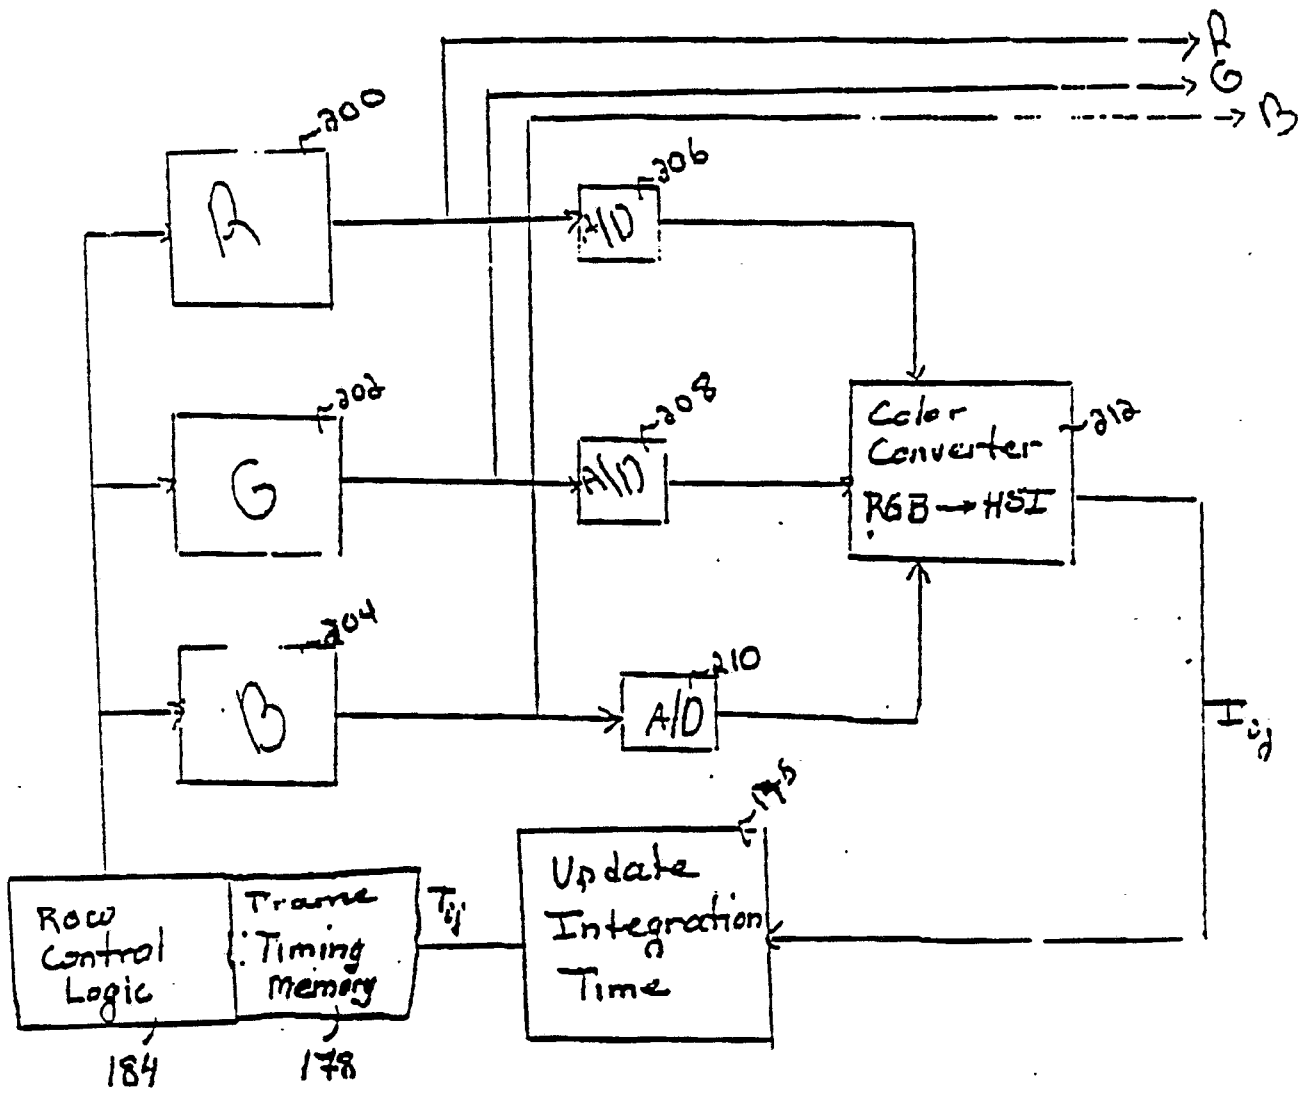 R
G
B
200
R
206
A/D
202
G
208
A/D
Color
Converter
RGB → HSI
212
204
B
210
A/D
Iij
Update
Integration
Time
Tij
Row
Control
Logic
Frame
Timing
Memory
184
178